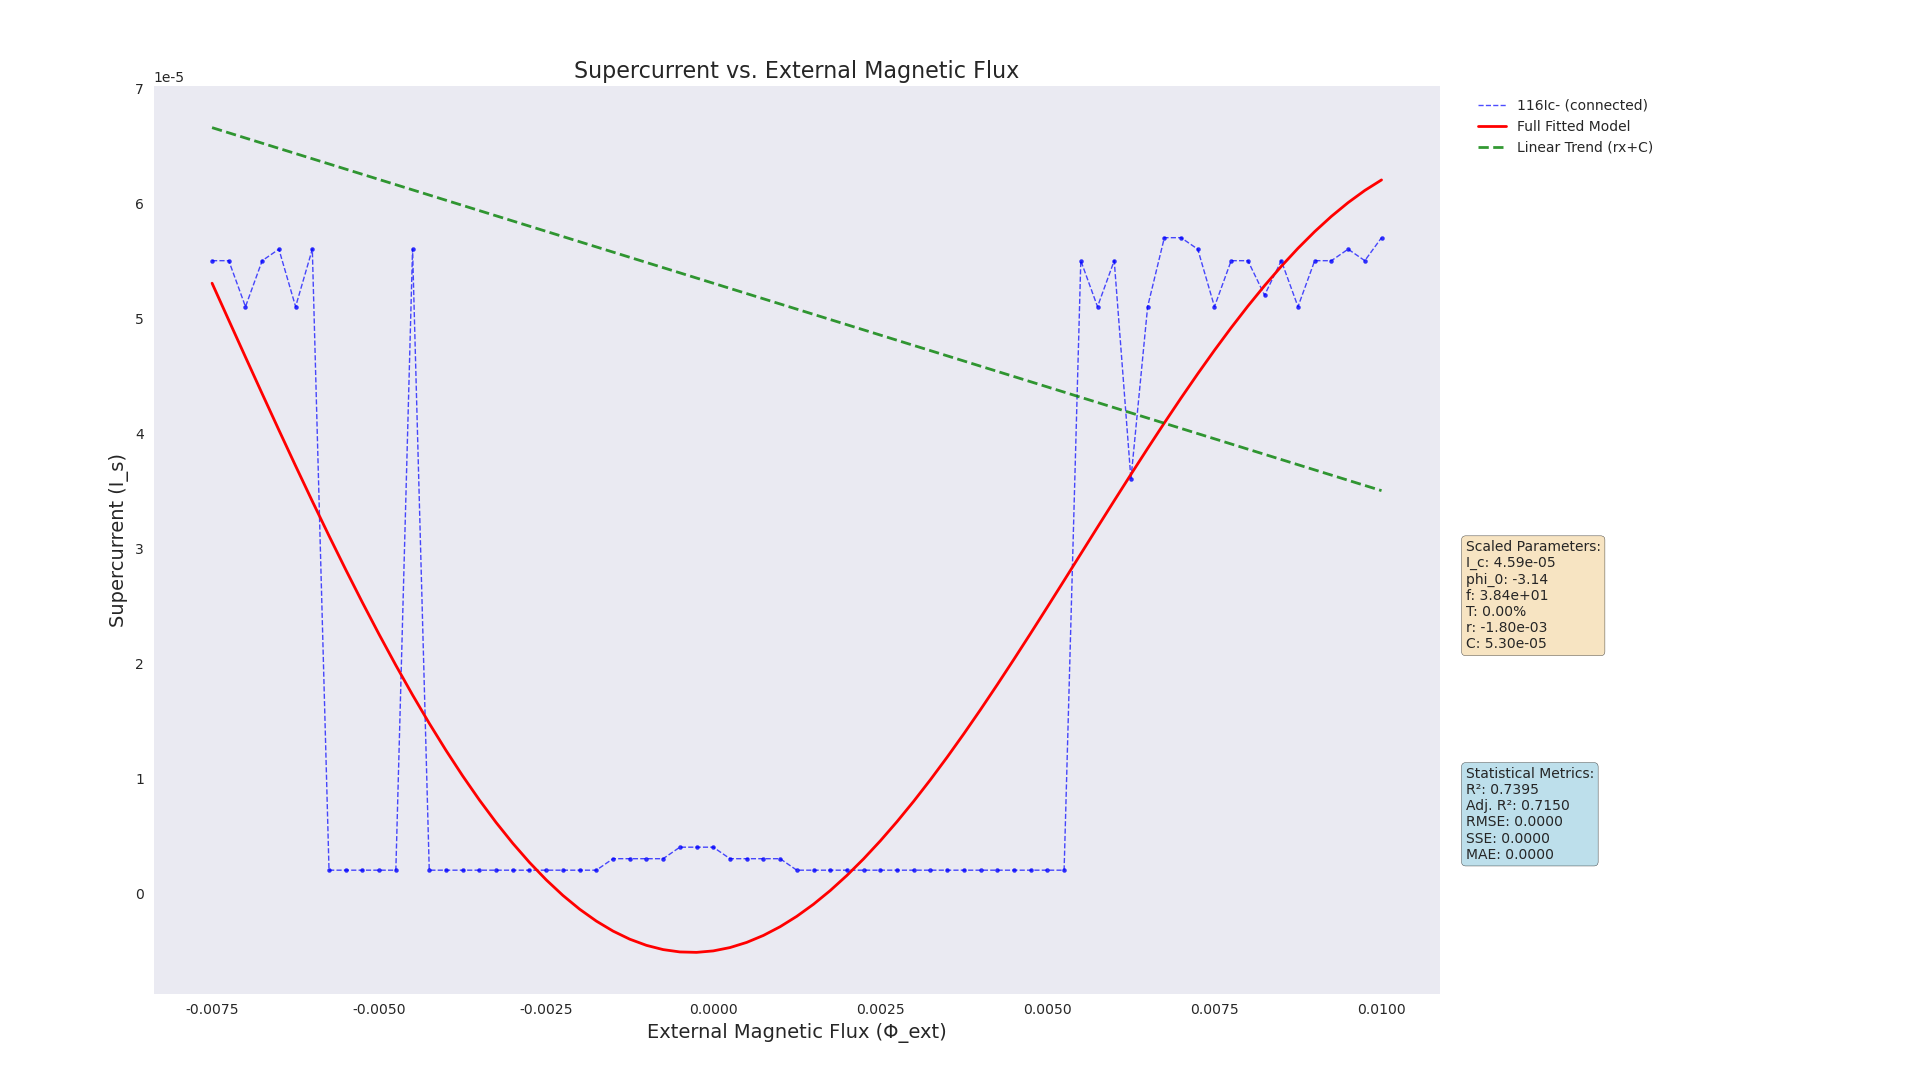 Supercurrent vs. External Magnetic Flux
1e-5
7
6
5
4
3
2
1
0
Supercurrent (I_s)
-0.0075
-0.0050
-0.0025
0.0000
0.0025
0.0050
0.0075
0.0100
External Magnetic Flux (Φ_ext)
116Ic- (connected)
Full Fitted Model
Linear Trend (rx+C)
Scaled Parameters:
I_c: 4.59e-05
phi_0: -3.14
f: 3.84e+01
T: 0.00%
r: -1.80e-03
C: 5.30e-05
Statistical Metrics:
R²: 0.7395
Adj. R²: 0.7150
RMSE: 0.0000
SSE: 0.0000
MAE: 0.0000